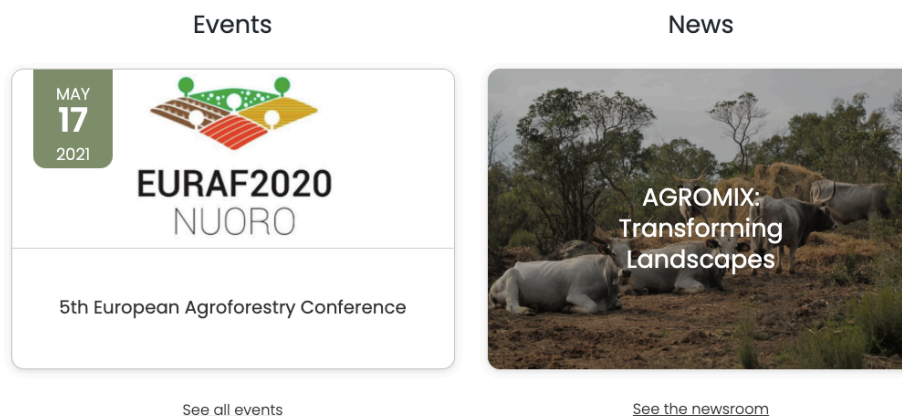 Events
MAY
17
2021
EURAF2020
NUORO
5th European Agroforestry Conference
See all events
News
AGROMIX:
Transforming
Landscapes
See the newsroom